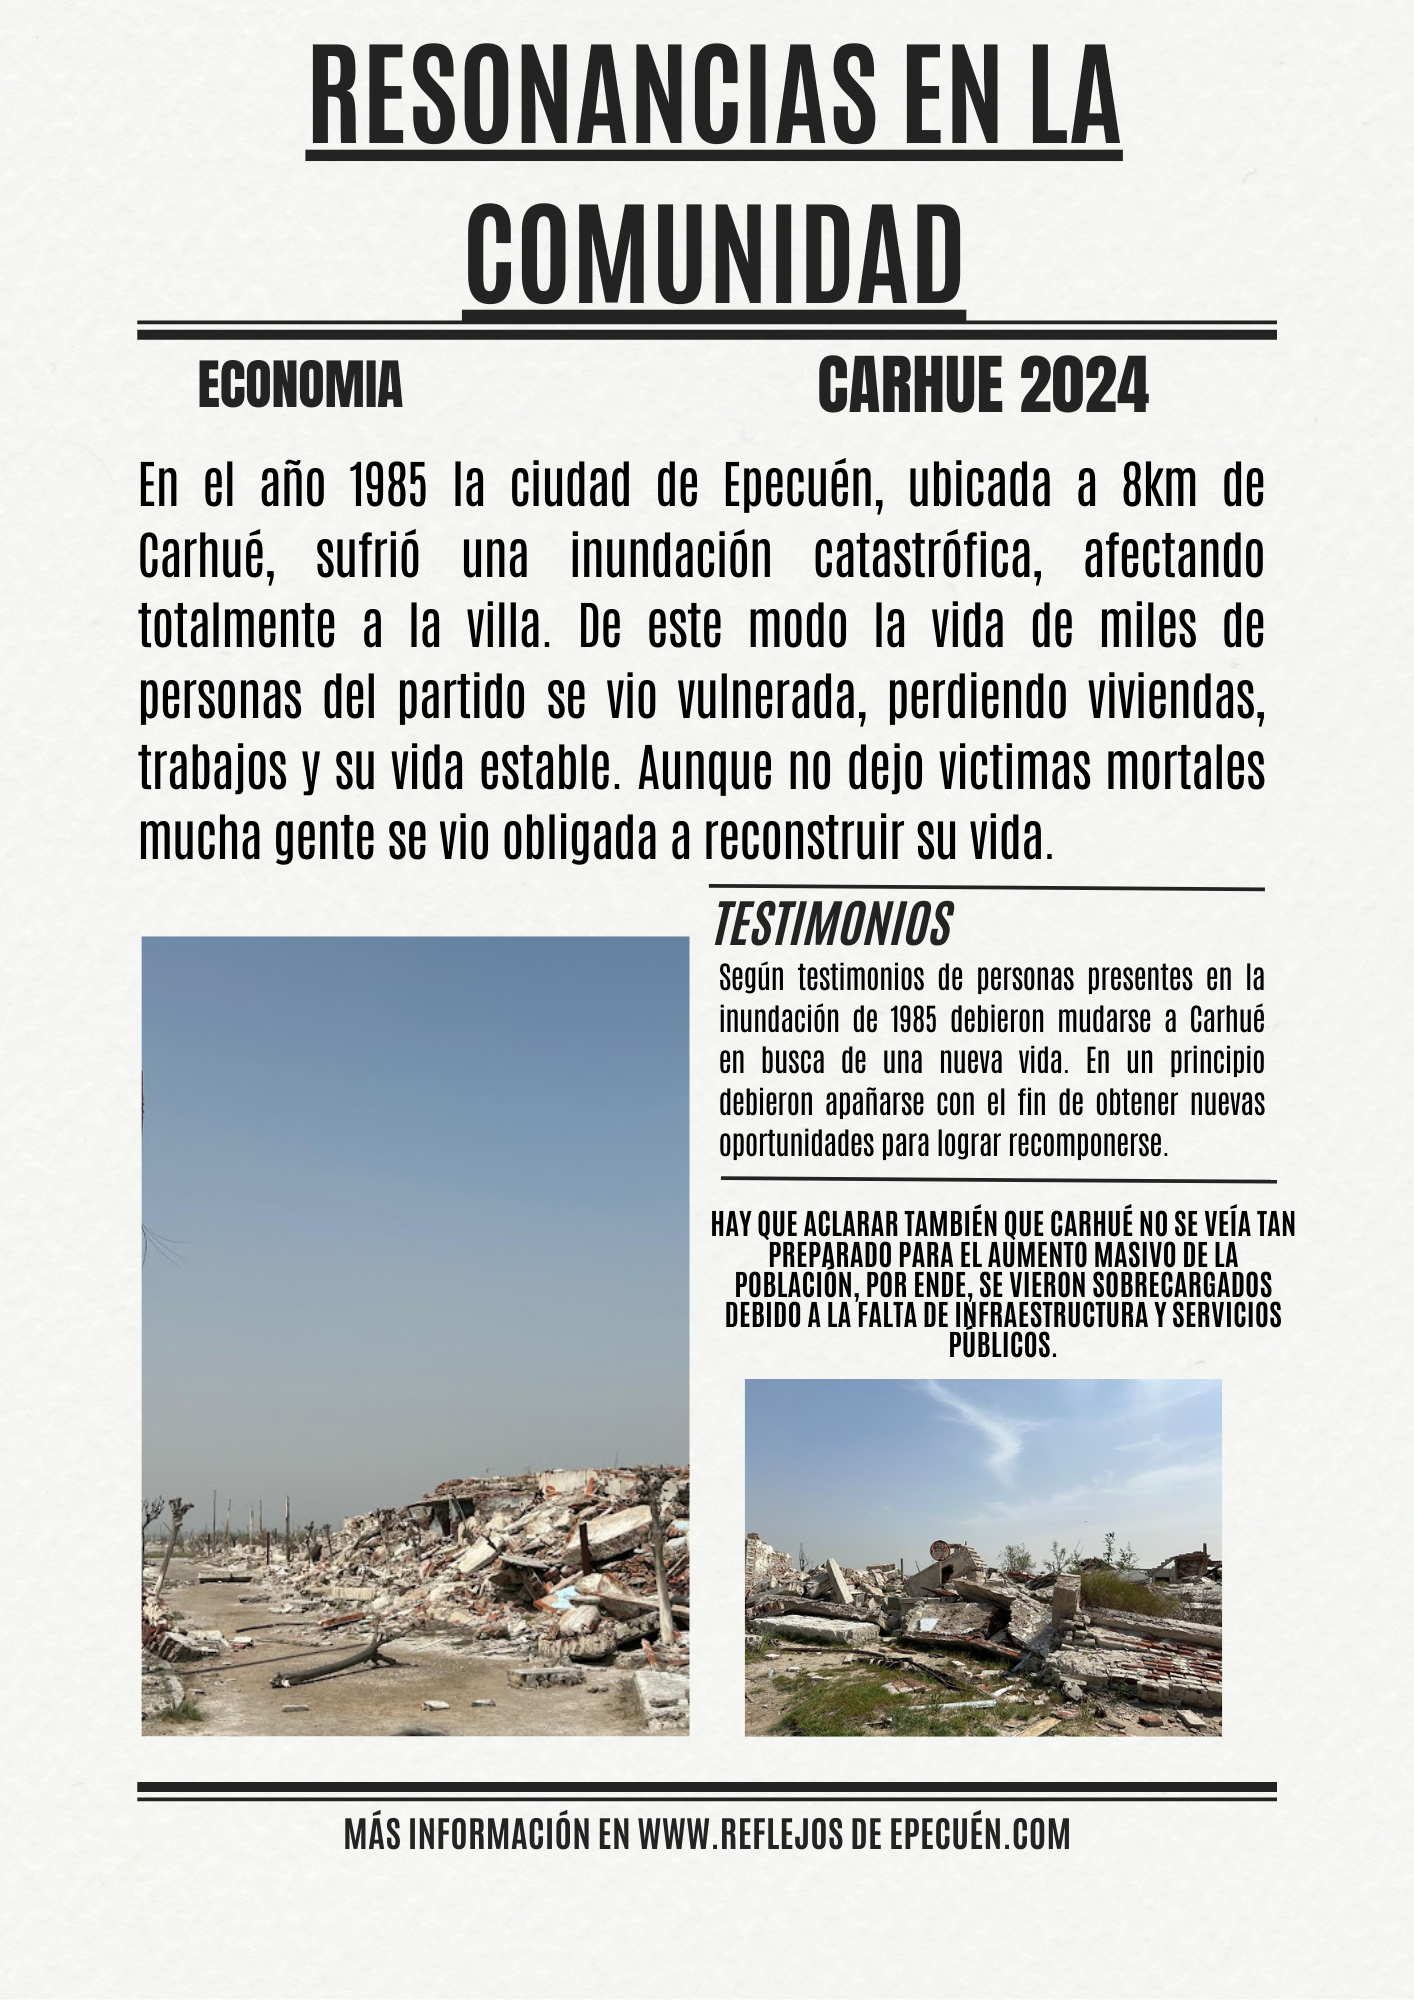 RESONANCIAS EN LA
COMUNIDAD
ECONOMIA
CARHUE 2024
En el año 1985 la ciudad de Epecuén, ubicada a 8km de
Carhué, sufrió una inundación catastrófica, afectando
totalmente a la villa. De este modo la vida de miles de
personas del partido se vio vulnerada, perdiendo viviendas,
trabajos y su vida estable. Aunque no dejo victimas mortales
mucha gente se vio obligada a reconstruir su vida.
TESTIMONIOS
Según testimonios de personas presentes en la
inundación de 1985 debieron mudarse a Carhué
en busca de una nueva vida. En un principio
debieron apañarse con el fin de obtener nuevas
oportunidades para lograr recomponerse.
HAY QUE ACLARAR TAMBIÉN QUE CARHUÉ NO SE VEÍA TAN
PREPARADO PARA EL AUMENTO MASIVO DE LA
POBLACIÓN, POR ENDE, SE VIERON SOBRECARGADOS
DEBIDO A LA FALTA DE INFRAESTRUCTURA Y SERVICIOS
PÚBLICOS.
MÁS INFORMACIÓN EN WWW.REFLEJOS DE EPECUÉN.COM